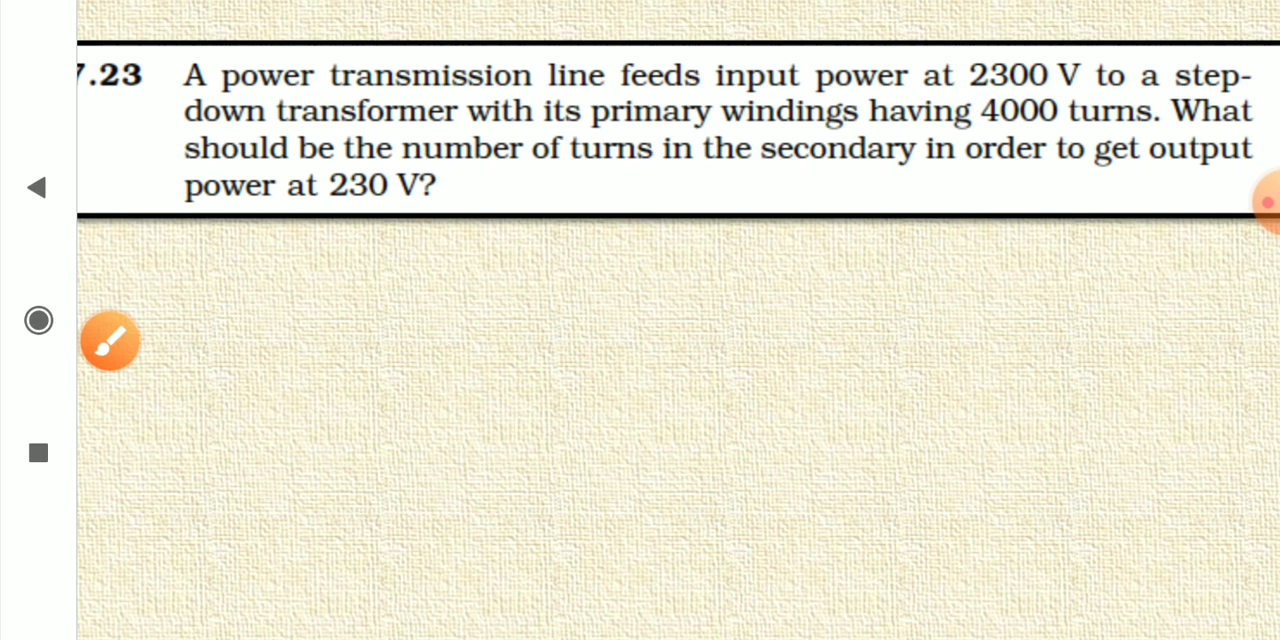 7.23 A power transmission line feeds input power at 2300 V to a step-
down transformer with its primary windings having 4000 turns. What
should be the number of turns in the secondary in order to get output
power at 230 V?